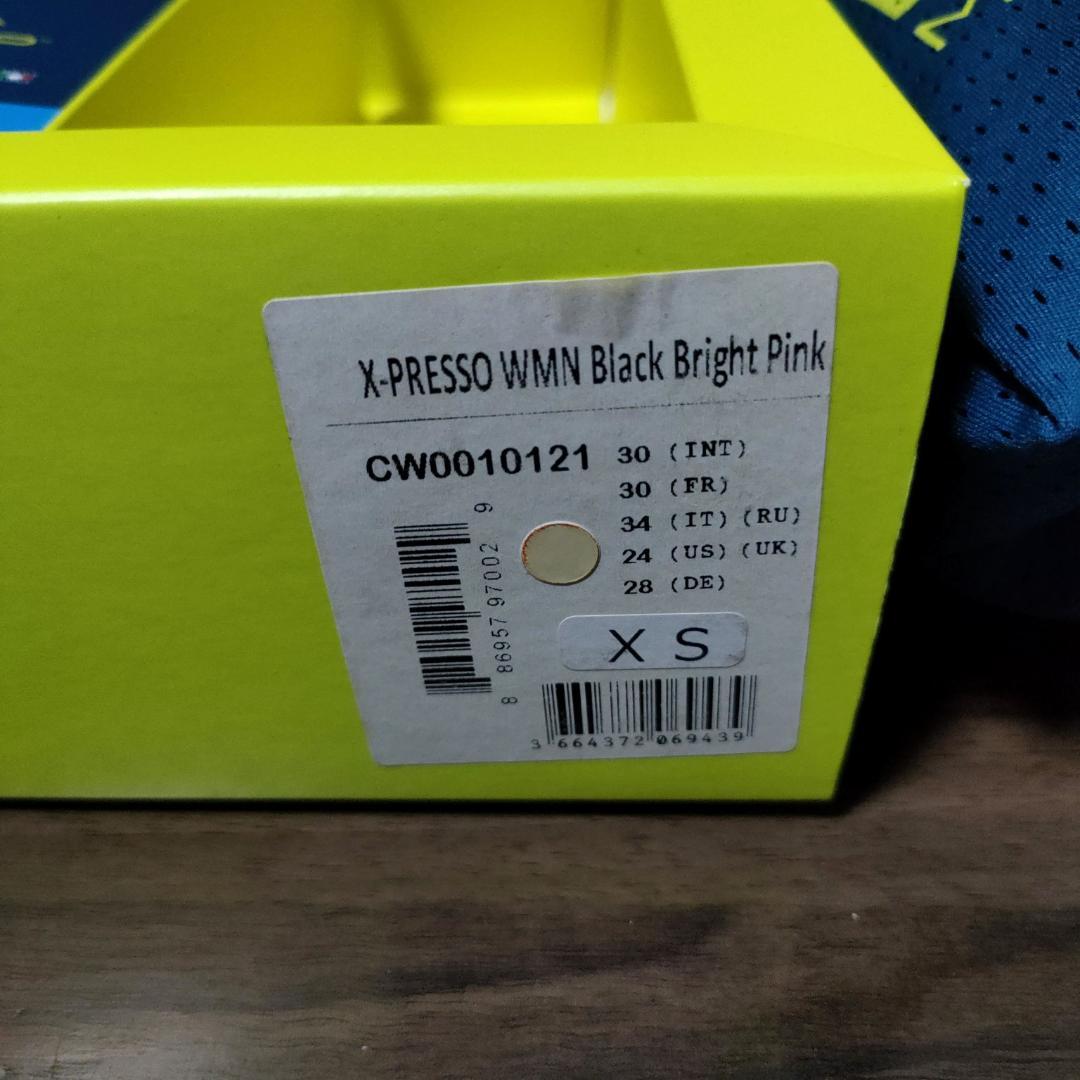 X-PRESSO WMN Black Bright Pink
CW0010121
30 (INT)
30 (FR)
34 (IT) (RU)
24 (US) (UK)
28 (DE)
8 86957 97002 9
XS
3 664372 069439